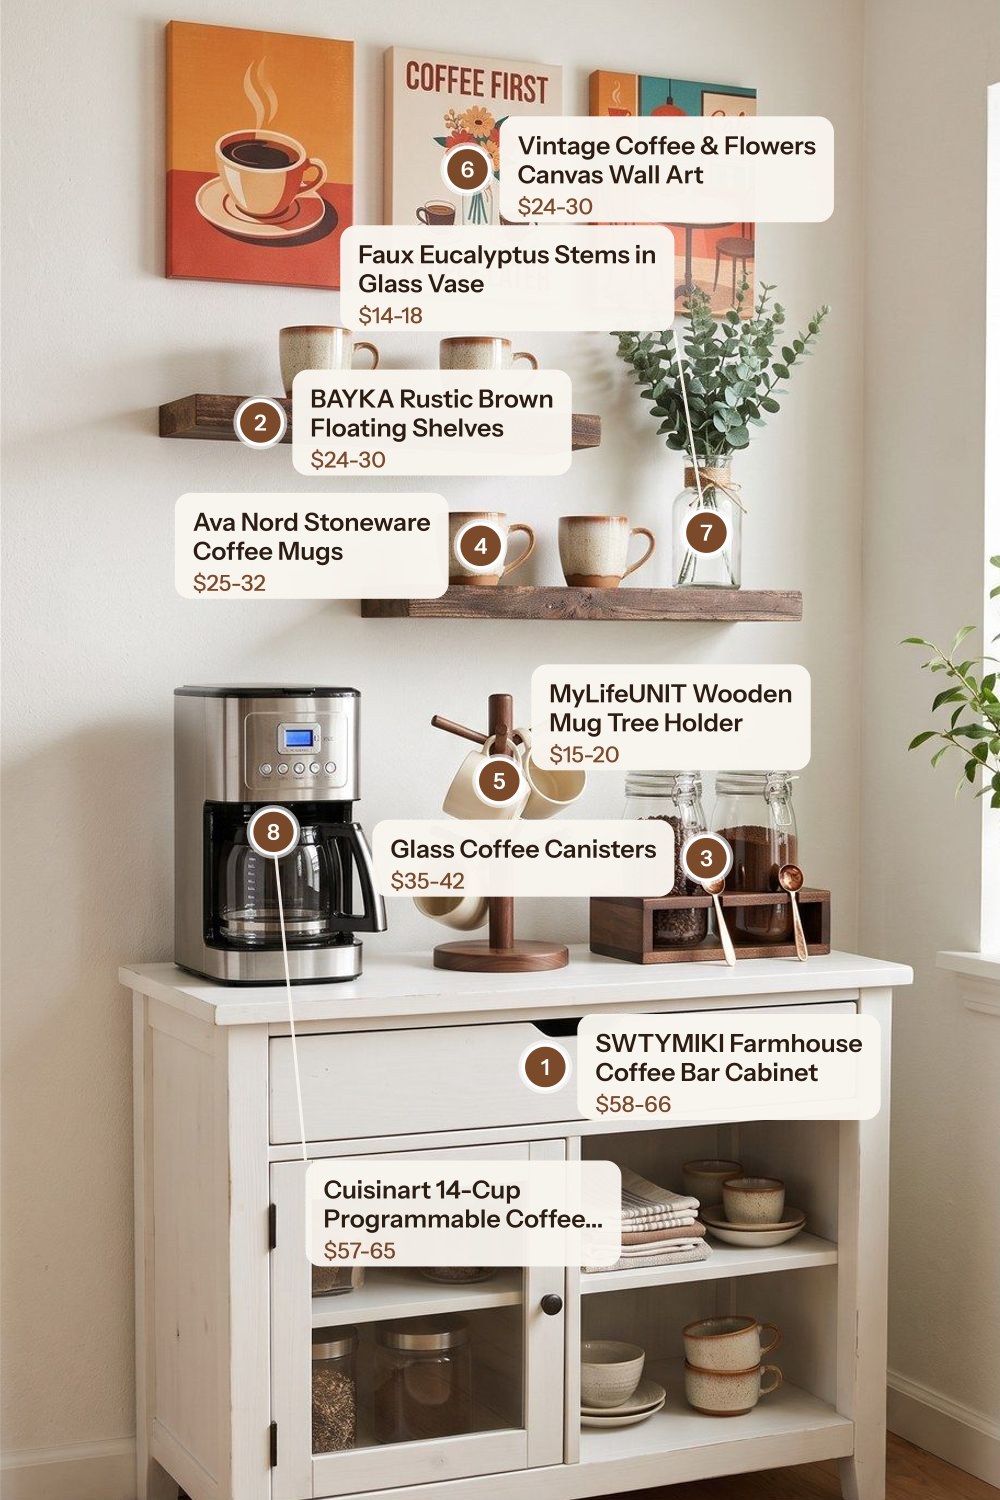 COFFEE FIRST
6
Vintage Coffee & Flowers
Canvas Wall Art
$24-30
Faux Eucalyptus Stems in
Glass Vase
$14-18
2
BAYKA Rustic Brown
Floating Shelves
$24-30
Ava Nord Stoneware
Coffee Mugs
$25-32
4
7
MyLifeUNIT Wooden
Mug Tree Holder
$15-20
5
8
Glass Coffee Canisters
$35-42
3
1
SWTYMIKI Farmhouse
Coffee Bar Cabinet
$58-66
Cuisinart 14-Cup
Programmable Coffee...
$57-65